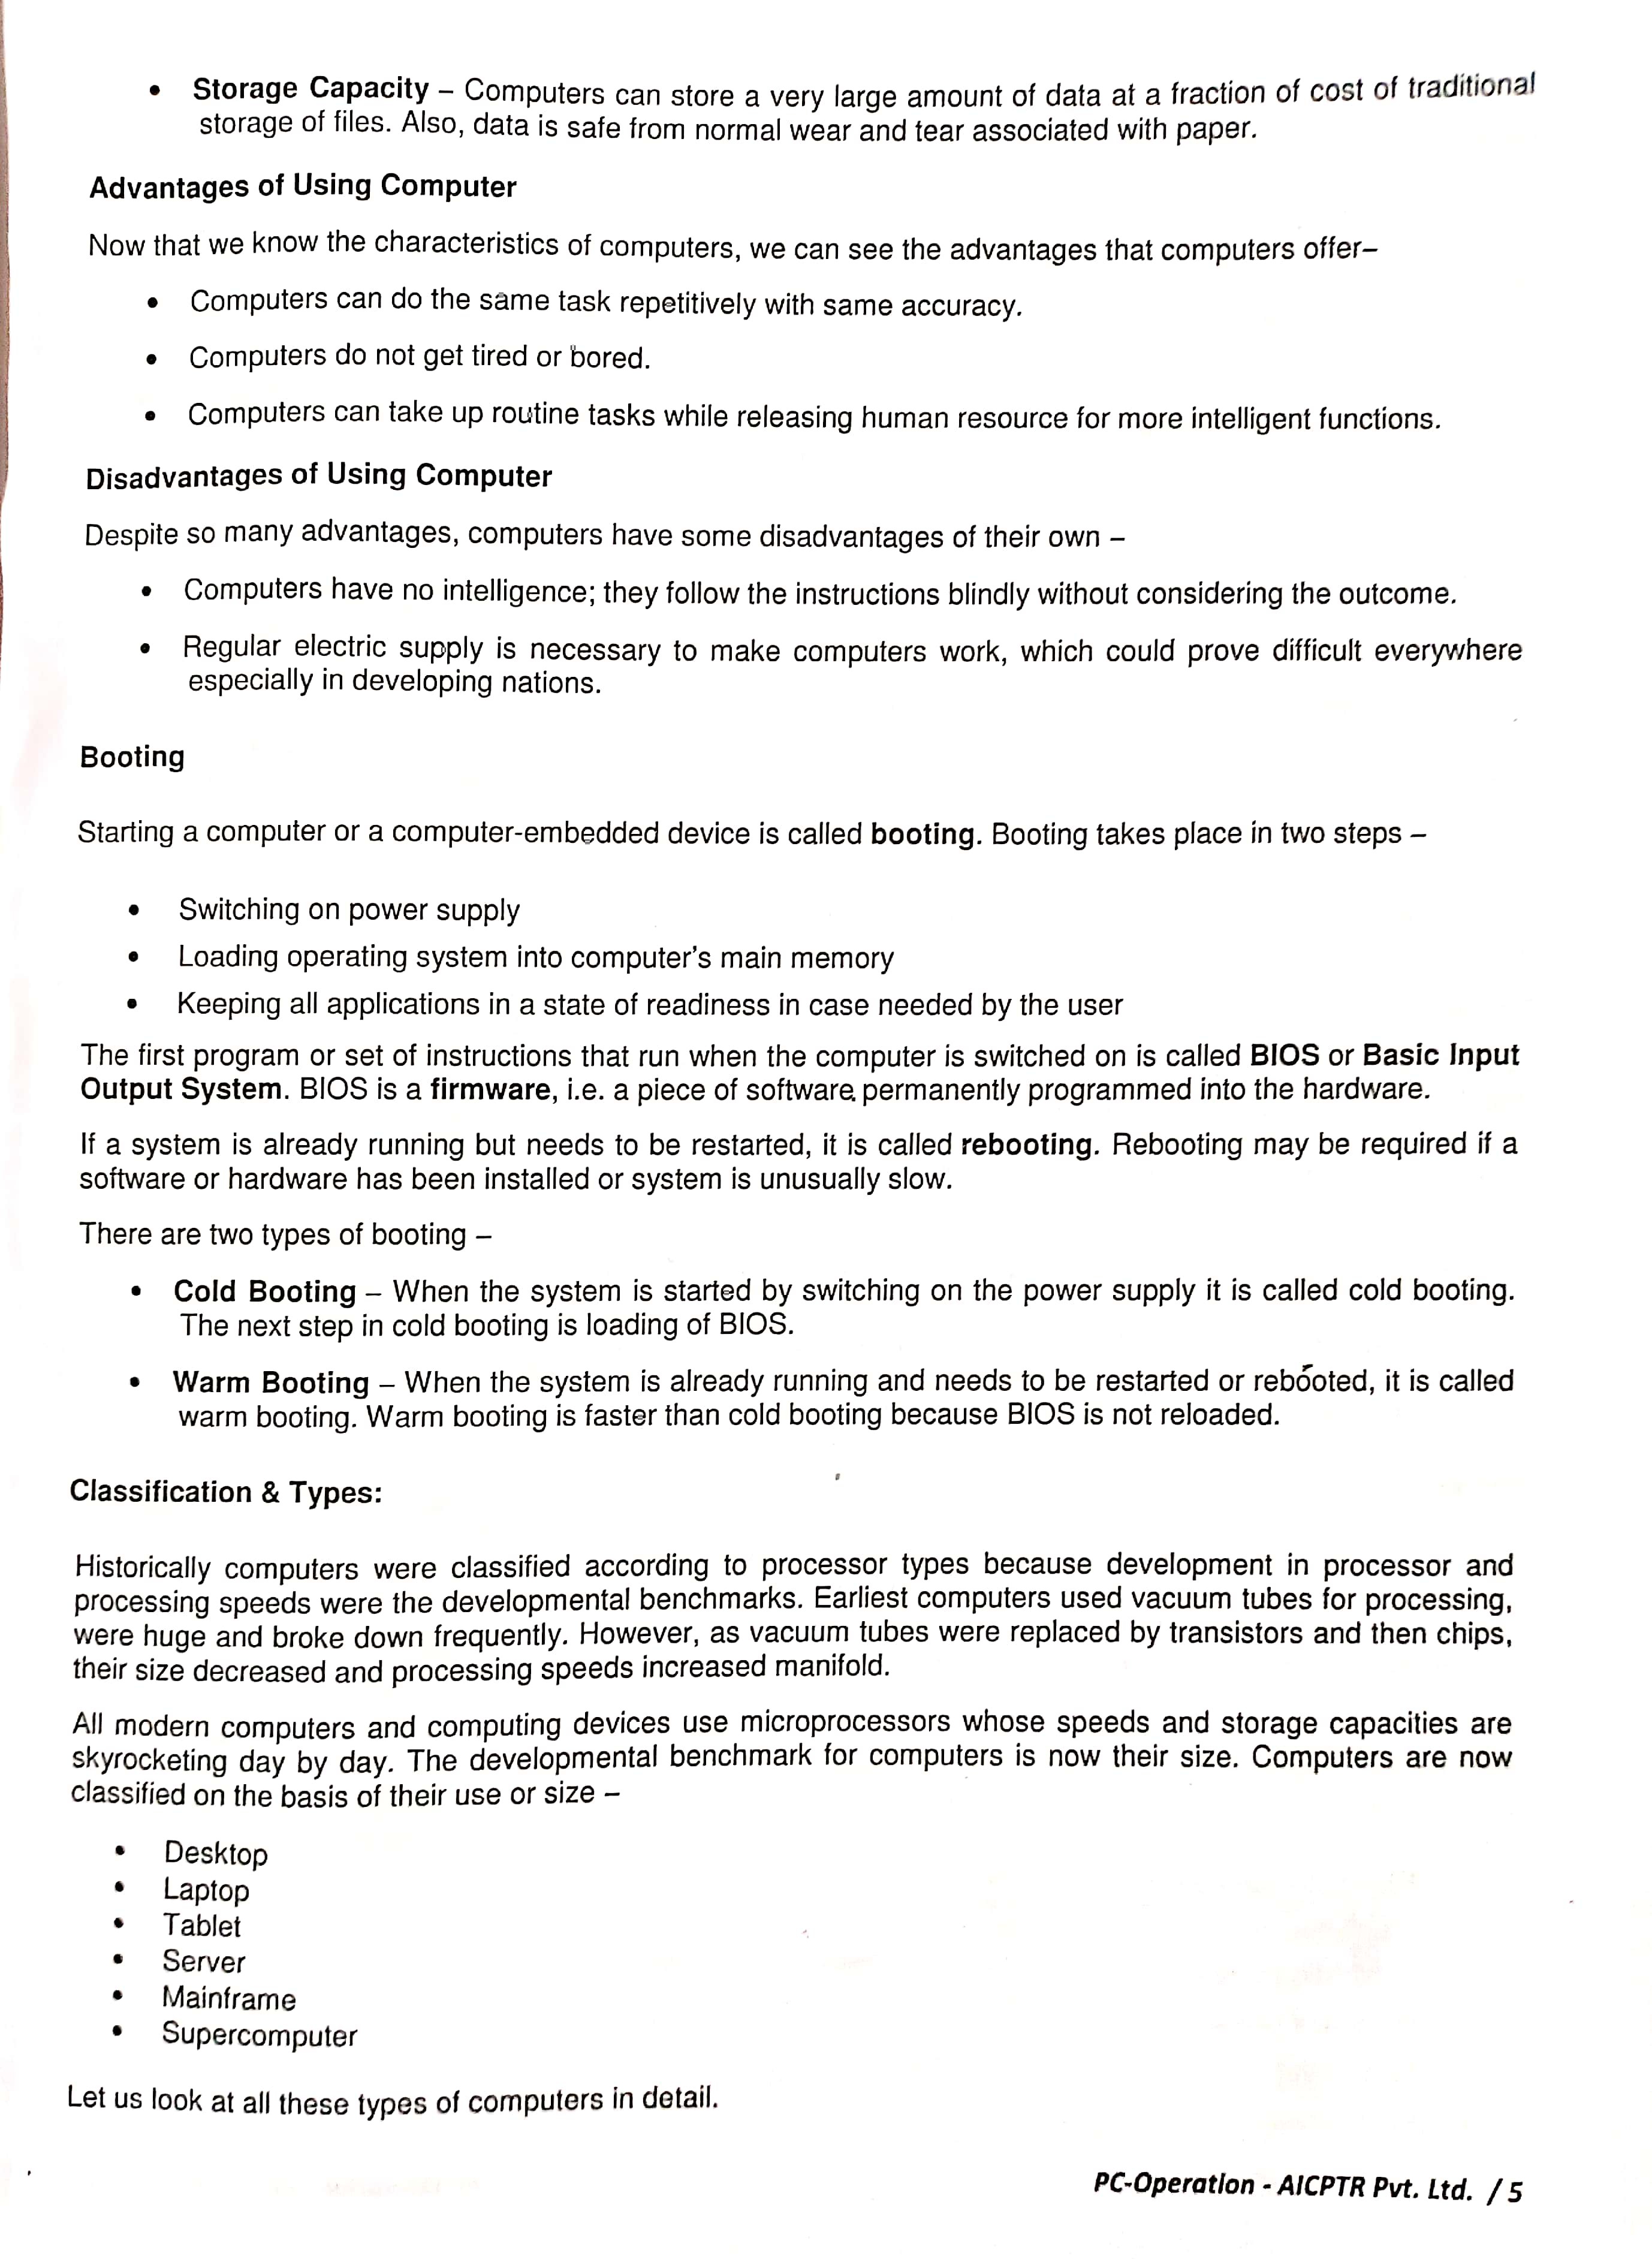 • Storage Capacity – Computers can store a very large amount of data at a fraction of cost of traditional
storage of files. Also, data is safe from normal wear and tear associated with paper.
Advantages of Using Computer
Now that we know the characteristics of computers, we can see the advantages that computers offer–
• Computers can do the same task repetitively with same accuracy.
• Computers do not get tired or bored.
• Computers can take up routine tasks while releasing human resource for more intelligent functions.
Disadvantages of Using Computer
Despite so many advantages, computers have some disadvantages of their own –
• Computers have no intelligence; they follow the instructions blindly without considering the outcome.
• Regular electric supply is necessary to make computers work, which could prove difficult everywhere
especially in developing nations.
Booting
Starting a computer or a computer-embedded device is called booting. Booting takes place in two steps –
• Switching on power supply
• Loading operating system into computer's main memory
• Keeping all applications in a state of readiness in case needed by the user
The first program or set of instructions that run when the computer is switched on is called BIOS or Basic Input
Output System. BIOS is a firmware, i.e. a piece of software permanently programmed into the hardware.
If a system is already running but needs to be restarted, it is called rebooting. Rebooting may be required if a
software or hardware has been installed or system is unusually slow.
There are two types of booting –
• Cold Booting – When the system is started by switching on the power supply it is called cold booting.
The next step in cold booting is loading of BIOS.
• Warm Booting – When the system is already running and needs to be restarted or rebooted, it is called
warm booting. Warm booting is faster than cold booting because BIOS is not reloaded.
Classification & Types:
Historically computers were classified according to processor types because development in processor and
processing speeds were the developmental benchmarks. Earliest computers used vacuum tubes for processing,
were huge and broke down frequently. However, as vacuum tubes were replaced by transistors and then chips,
their size decreased and processing speeds increased manifold.
All modern computers and computing devices use microprocessors whose speeds and storage capacities are
skyrocketing day by day. The developmental benchmark for computers is now their size. Computers are now
classified on the basis of their use or size –
• Desktop
• Laptop
• Tablet
• Server
• Mainframe
• Supercomputer
Let us look at all these types of computers in detail.
PC-Operation - AICPTR Pvt. Ltd. / 5